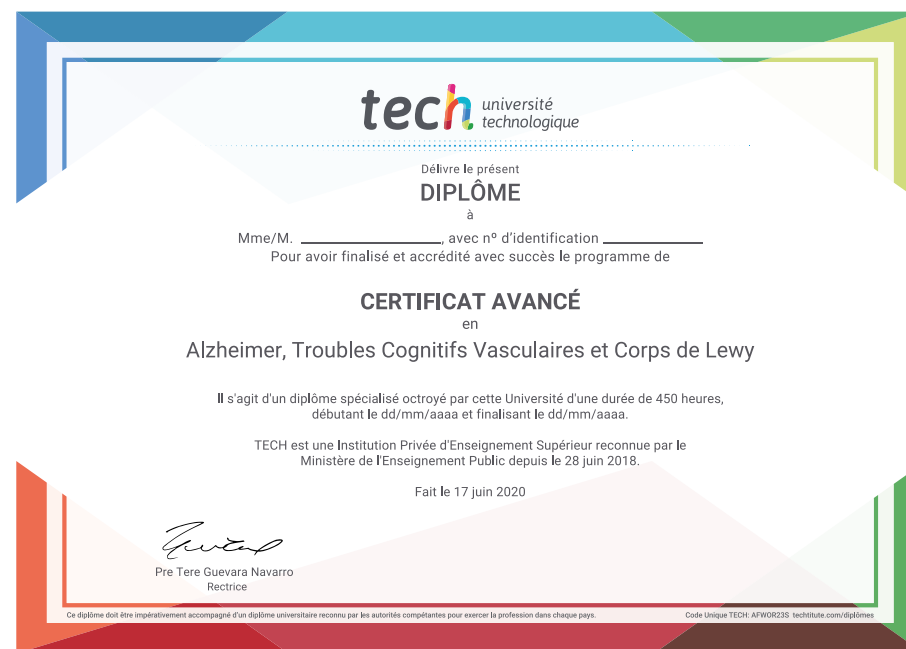 tech université
technologique
Délivre le présent
DIPLÔME
à
Mme/M. ____________________, avec nº d'identification ______________
Pour avoir finalisé et accrédité avec succès le programme de
CERTIFICAT AVANCÉ
en
Alzheimer, Troubles Cognitifs Vasculaires et Corps de Lewy
Il s'agit d'un diplôme spécialisé octroyé par cette Université d'une durée de 450 heures,
débutant le dd/mm/aaaa et finalisant le dd/mm/aaaa.
TECH est une Institution Privée d'Enseignement Supérieur reconnue par le
Ministère de l'Enseignement Public depuis le 28 juin 2018.
Fait le 17 juin 2020
Pre Tere Guevara Navarro
Rectrice
Ce diplôme doit être impérativement accompagné d'un diplôme universitaire reconnu par les autorités compétantes pour exercer la profession dans chaque pays.
Code Unique TECH: AFWOR23S techtitute.com/diplômes